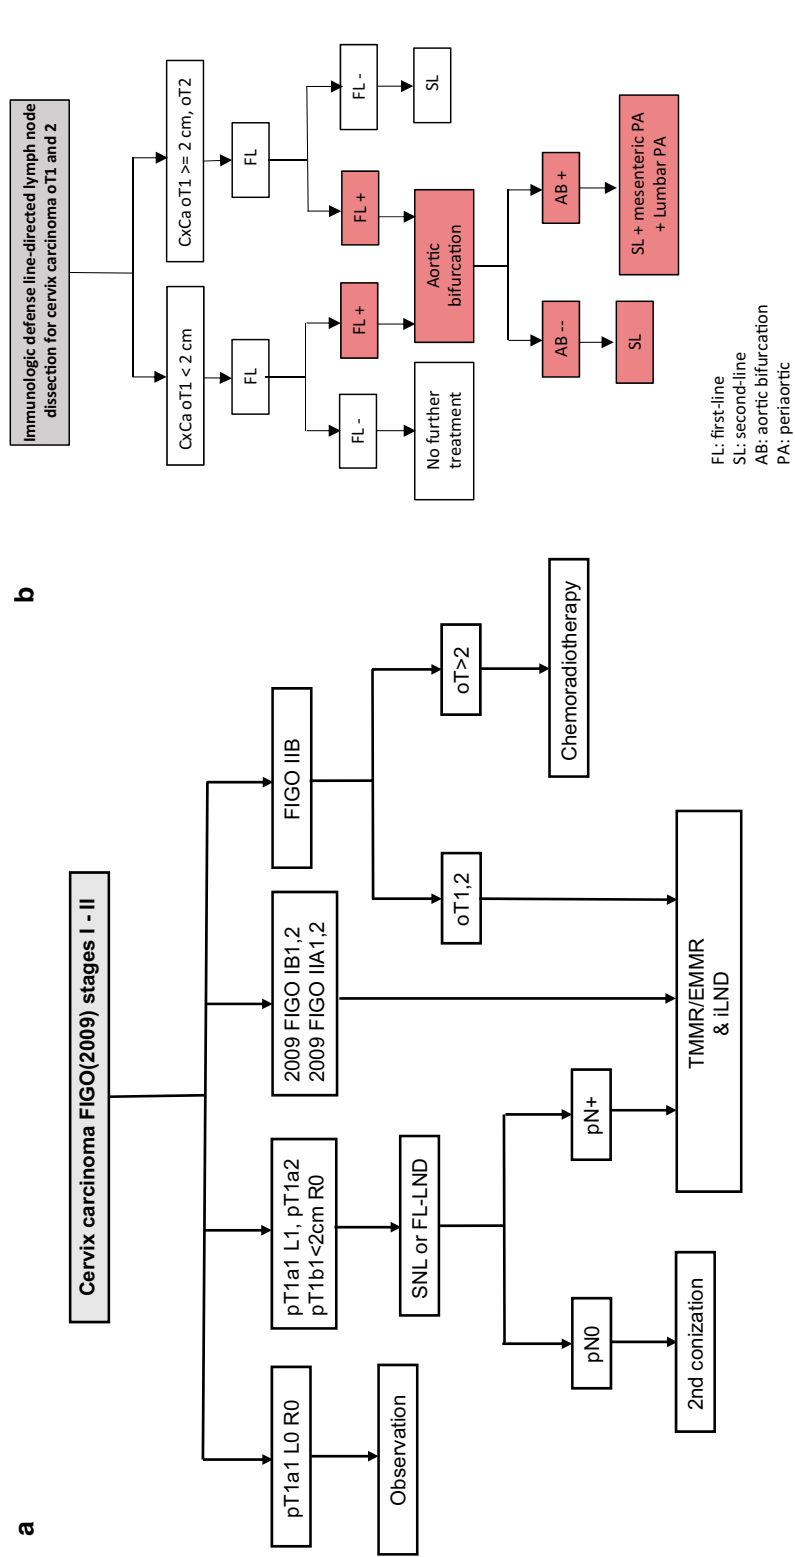 a
Cervix carcinoma FIGO(2009) stages I - II
pT1a1 L0 R0
Observation
pT1a1 L1, pT1a2
pT1b1<2cm R0
SNL or FL-LND
pN0
2nd conization
pN+
2009 FIGO IB1,2
2009 FIGO IIA1,2
FIGO IIB
oT1,2
oT>2
Chemoradiotherapy
TMMR/EMMR
& iLND
b
Immunologic defense line-directed lymph node
dissection for cervix carcinoma oT1 and 2
CxCa oT1 < 2 cm
FL
FL -
No further
treatment
FL +
CxCa oT1 >= 2 cm, oT2
FL
FL +
FL -
SL
Aortic
bifurcation
AB --
SL
AB +
SL + mesenteric PA
+ Lumbar PA
FL: first-line
SL: second-line
AB: aortic bifurcation
PA: periaortic